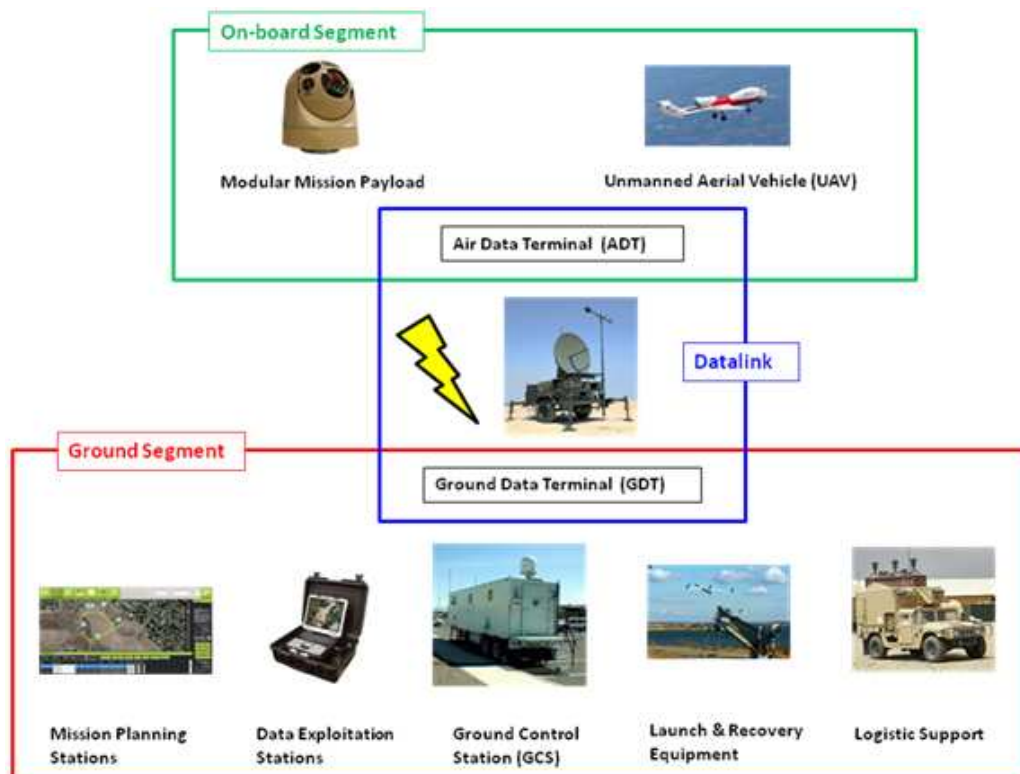 On-board Segment
Modular Mission Payload
Unmanned Aerial Vehicle (UAV)
Air Data Terminal (ADT)
Datalink
Ground Segment
Ground Data Terminal (GDT)
Mission Planning
Stations
Data Exploitation
Stations
Ground Control
Station (GCS)
Launch & Recovery
Equipment
Logistic Support